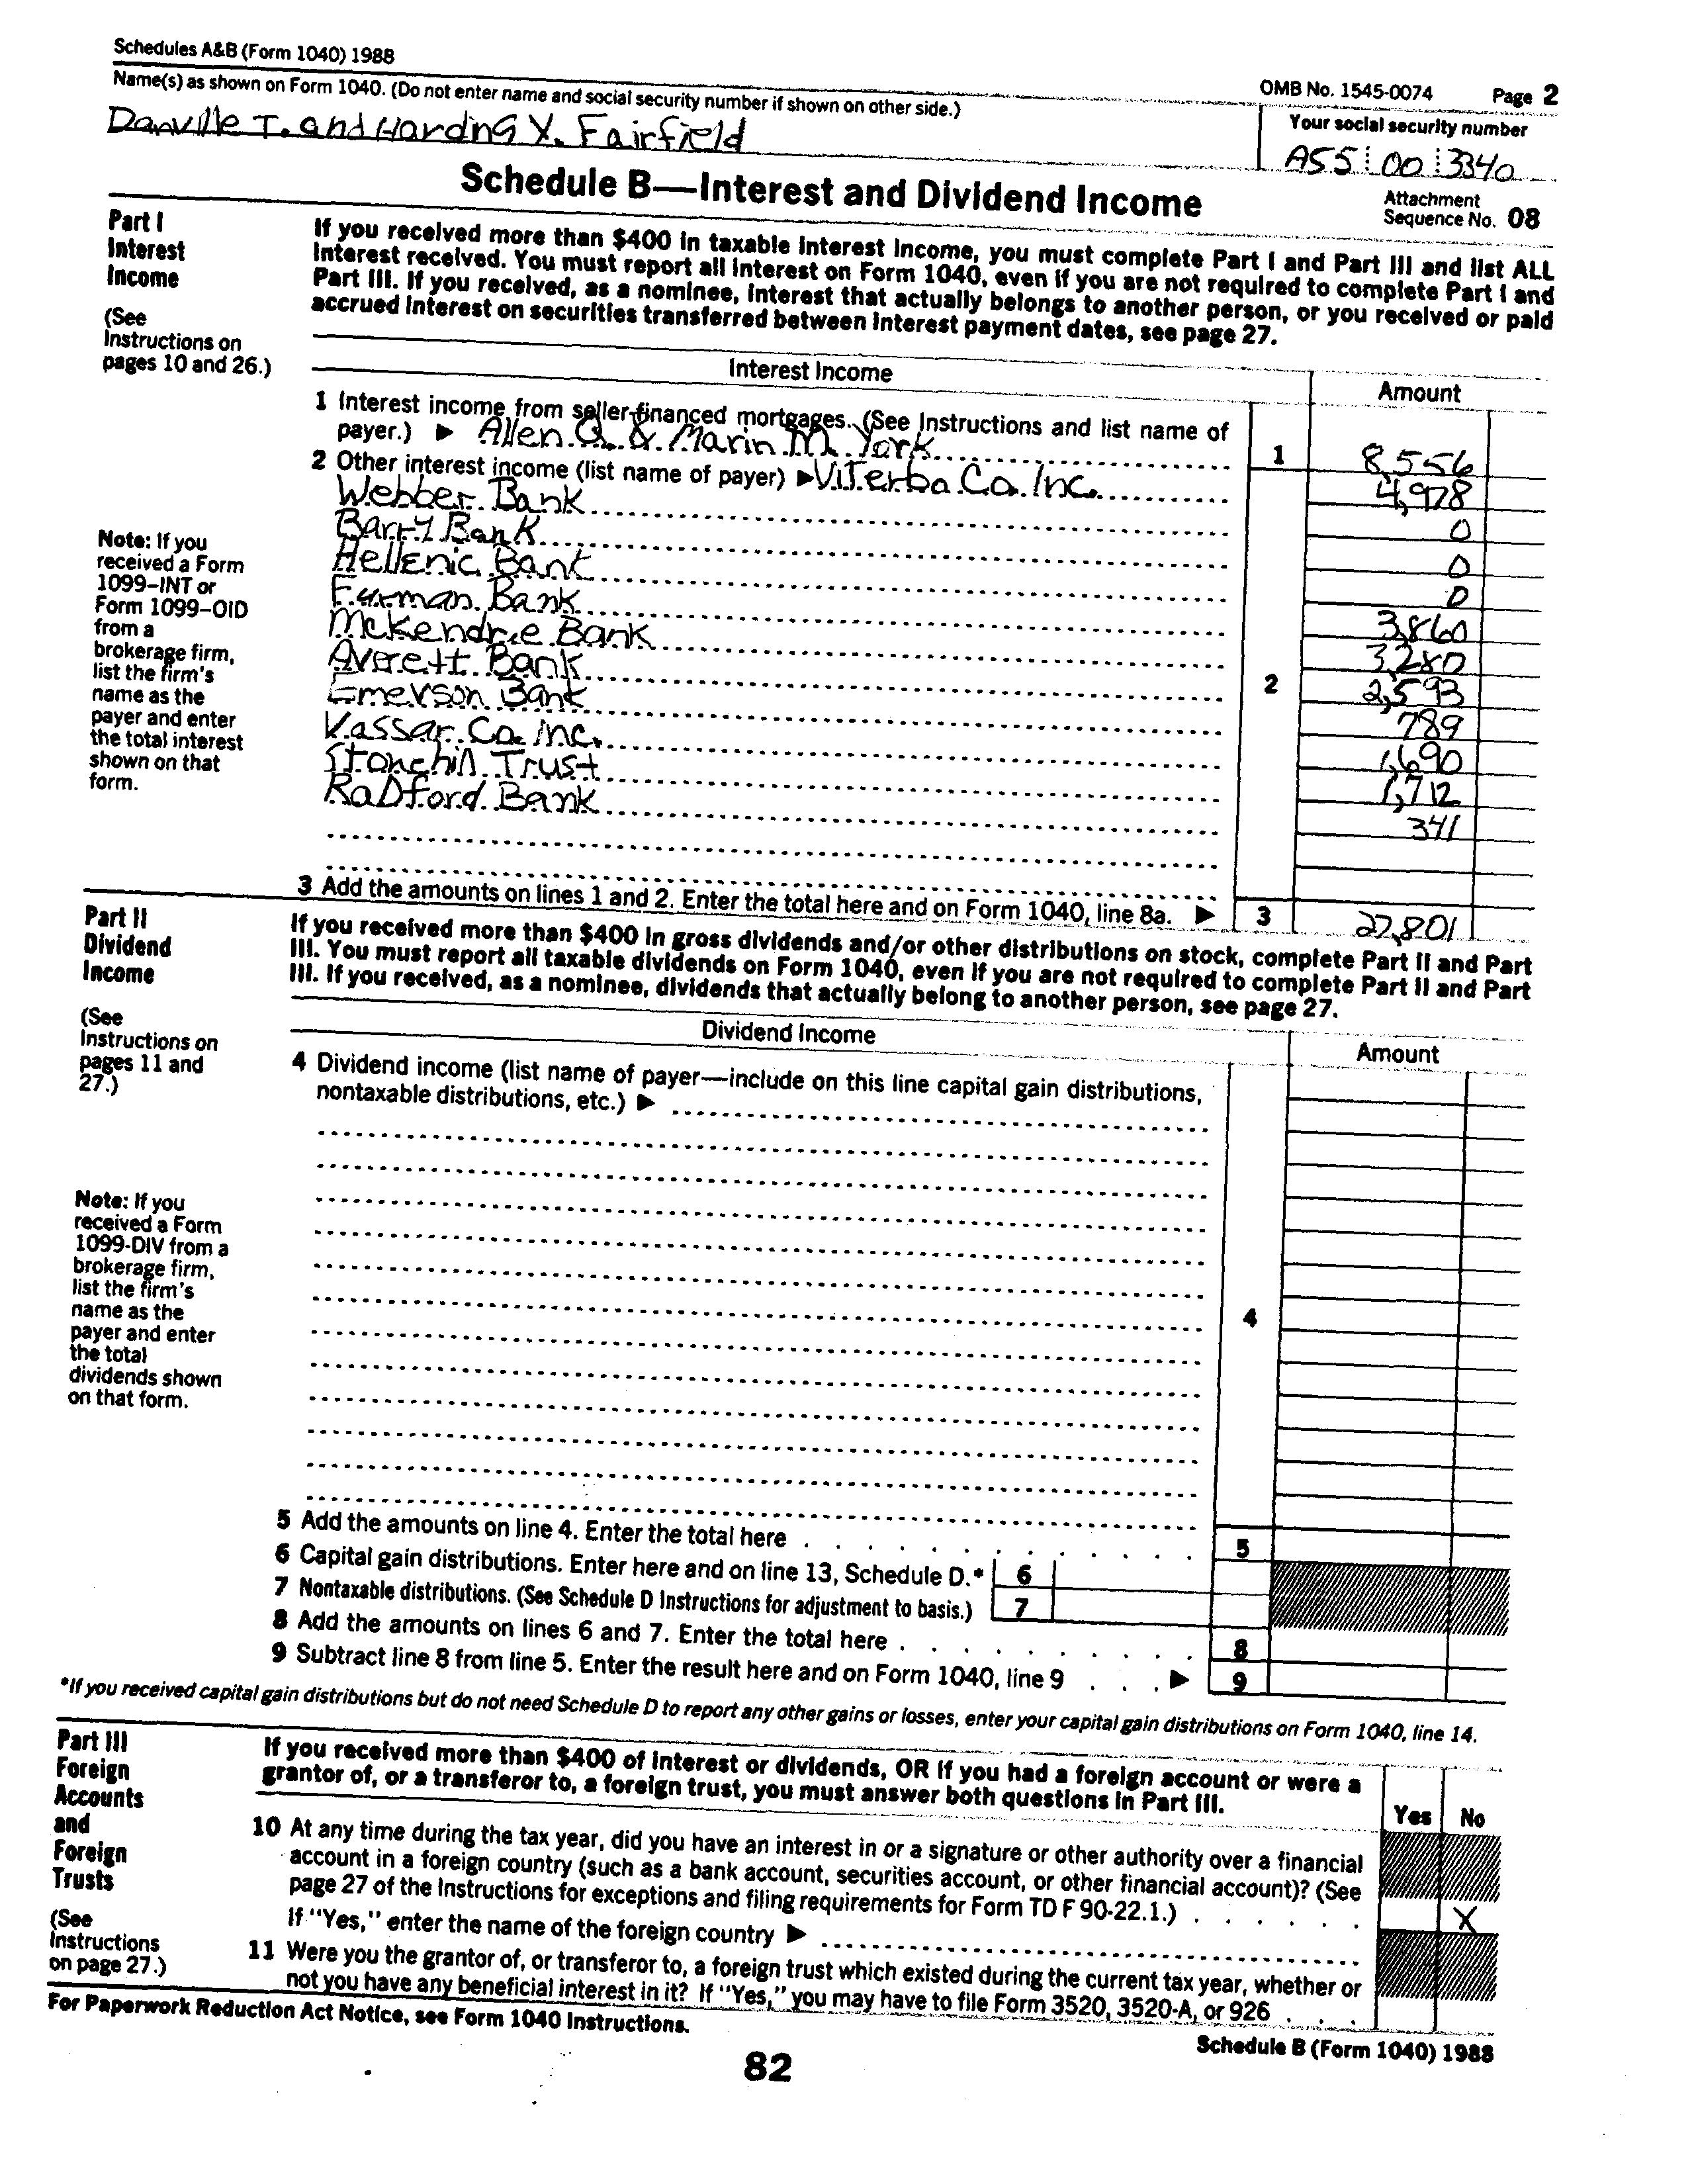 Schedules A&B (Form 1040) 1988
OMB No. 1545-0074 Page 2
Name(s) as shown on Form 1040. (Do not enter name and social security number if shown on other side.)
Your social security number
Danville T. and Harding Y. Fairfield
A55 00 3340
Schedule B—Interest and Dividend Income
Attachment
Sequence No. 08
Part I
Interest
Income
(See
Instructions on
pages 10 and 26.)
If you received more than $400 in taxable interest income, you must complete Part I and Part III and list ALL
interest received. You must report all interest on Form 1040, even if you are not required to complete Part I and
Part III. If you received, as a nominee, interest that actually belongs to another person, or you received or paid
accrued interest on securities transferred between interest payment dates, see page 27.
Interest Income
Amount
1 Interest income from seller-financed mortgages. (See Instructions and list name of
payer.) ▶ Allen Q. & Marin M. York 1 8,556
2 Other interest income (list name of payer) ▶ Viterba Co. Inc. 4,978
Webber Bank 0
Barry Bank 0
Hellenic Bank 0
Furman Bank 3,860
McKendrie Bank 3,280
Averett Bank 2 2,593
Emerson Bank 789
Vassar Co. Inc. 1,690
Stonehill Trust 1,712
Radford Bank 341
Note: If you
received a Form
1099–INT or
Form 1099–OID
from a
brokerage firm,
list the firm's
name as the
payer and enter
the total interest
shown on that
form.
3 Add the amounts on lines 1 and 2. Enter the total here and on Form 1040, line 8a. ▶ 3 27,801
Part II
Dividend
Income
(See
Instructions on
pages 11 and
27.)
If you received more than $400 in gross dividends and/or other distributions on stock, complete Part II and Part
III. You must report all taxable dividends on Form 1040, even if you are not required to complete Part II and Part
III. If you received, as a nominee, dividends that actually belong to another person, see page 27.
Dividend Income
Amount
4 Dividend income (list name of payer—include on this line capital gain distributions,
nontaxable distributions, etc.) ▶
4
Note: If you
received a Form
1099-DIV from a
brokerage firm,
list the firm's
name as the
payer and enter
the total
dividends shown
on that form.
5 Add the amounts on line 4. Enter the total here 5
6 Capital gain distributions. Enter here and on line 13, Schedule D.* 6
7 Nontaxable distributions. (See Schedule D Instructions for adjustment to basis.) 7
8 Add the amounts on lines 6 and 7. Enter the total here 8
9 Subtract line 8 from line 5. Enter the result here and on Form 1040, line 9 ▶ 9
*If you received capital gain distributions but do not need Schedule D to report any other gains or losses, enter your capital gain distributions on Form 1040, line 14.
Part III
Foreign
Accounts
and
Foreign
Trusts
(See
Instructions
on page 27.)
If you received more than $400 of interest or dividends, OR if you had a foreign account or were a
grantor of, or a transferor to, a foreign trust, you must answer both questions in Part III.
Yes No
10 At any time during the tax year, did you have an interest in or a signature or other authority over a financial
account in a foreign country (such as a bank account, securities account, or other financial account)? (See
page 27 of the Instructions for exceptions and filing requirements for Form TD F 90-22.1.) X
If "Yes," enter the name of the foreign country ▶
11 Were you the grantor of, or transferor to, a foreign trust which existed during the current tax year, whether or
not you have any beneficial interest in it? If "Yes," you may have to file Form 3520, 3520-A, or 926
For Paperwork Reduction Act Notice, see Form 1040 Instructions.
Schedule B (Form 1040) 1988
82